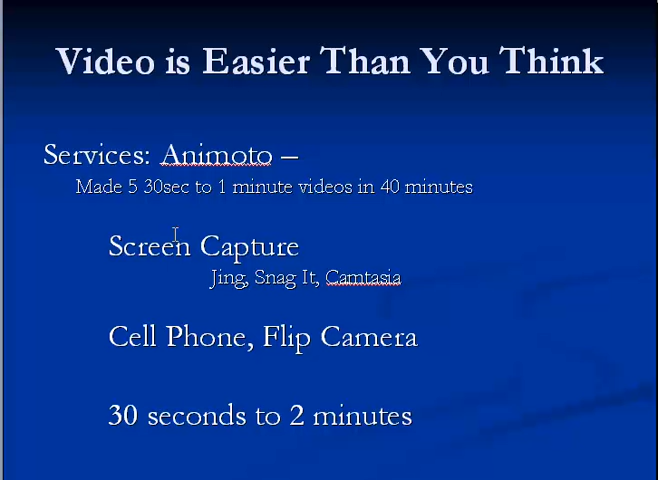 Video is Easier Than You Think
Services: Animoto –
Made 5 30sec to 1 minute videos in 40 minutes
Screen Capture
Jing, Snag It, Camtasia
Cell Phone, Flip Camera
30 seconds to 2 minutes